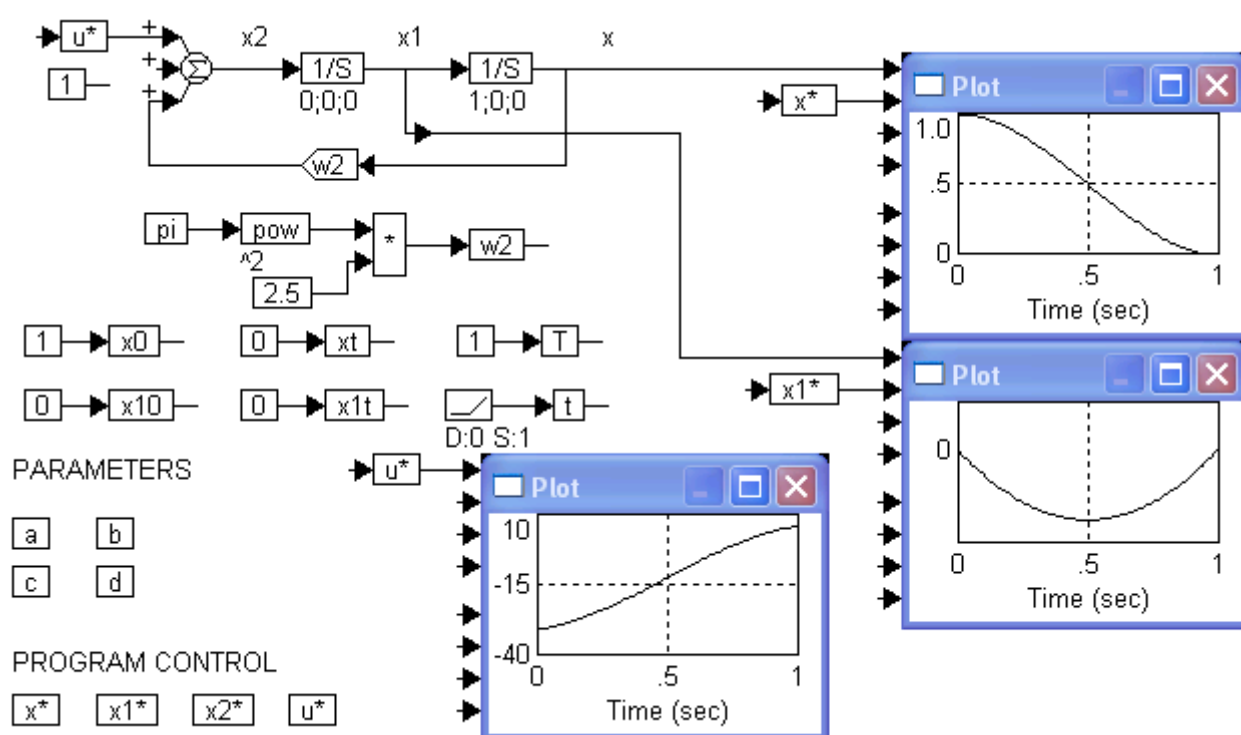 u* + x2 x1 x
1 + Σ 1/S 1/S Plot
+ 0;0;0 1;0;0 x*
w2
1.0
.5
0
0 .5 1
Time (sec)
pi pow * w2
^2
2.5
1 x0 0 xt 1 T
0 x10 0 x1t t
D:0 S:1
x1* Plot
0
0 .5 1
Time (sec)
PARAMETERS
a b
c d
u* Plot
10
-15
-40
0 .5 1
Time (sec)
PROGRAM CONTROL
x* x1* x2* u*